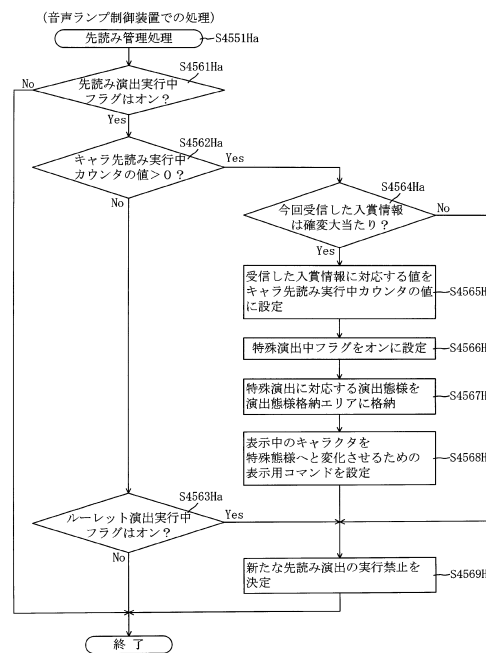 (音声ランプ制御装置での処理)
先読み管理処理
S4551Ha
S4561Ha
先読み演出実行中
フラグはオン?
No
Yes
S4562Ha
キャラ先読み実行中
カウンタの値>0?
Yes
No
S4564Ha
今回受信した入賞情報
は確変大当たり?
No
Yes
受信した入賞情報に対応する値を
キャラ先読み実行中カウンタの値
に設定
S4565H
特殊演出中フラグをオンに設定
S4566H
特殊演出に対応する演出態様を
演出態様格納エリアに格納
S4567H
表示中のキャラクタを
特殊態様へと変化させるための
表示用コマンドを設定
S4568H
S4563Ha
ルーレット演出実行中
フラグはオン?
Yes
No
新たな先読み演出の実行禁止を
決定
S4569H
終了